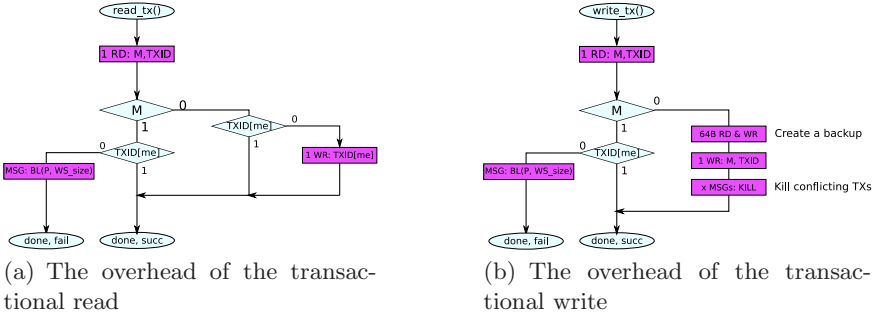 read_tx()
1 RD: M,TXID
M
0
1
TXID[me]
0
1
1 WR: TXID[me]
0
TXID[me]
1
MSG: BL(P, WS_size)
done, fail
done, succ
(a) The overhead of the transac-
tional read
write_tx()
1 RD: M,TXID
M
0
1
64B RD & WR
Create a backup
0
TXID[me]
1
1 WR: M, TXID
MSG: BL(P, WS_size)
x MSGs: KILL
Kill conflicting TXs
done, fail
done, succ
(b) The overhead of the transac-
tional write